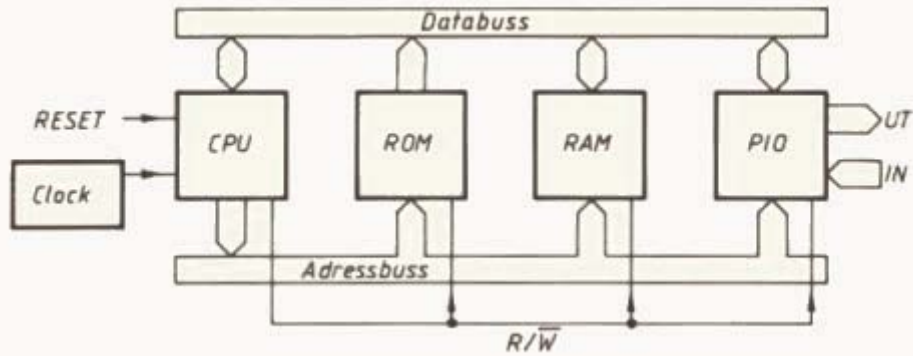 Databuss
RESET
CPU
ROM
RAM
PIO
UT
IN
Clock
Adressbuss
R/W̅